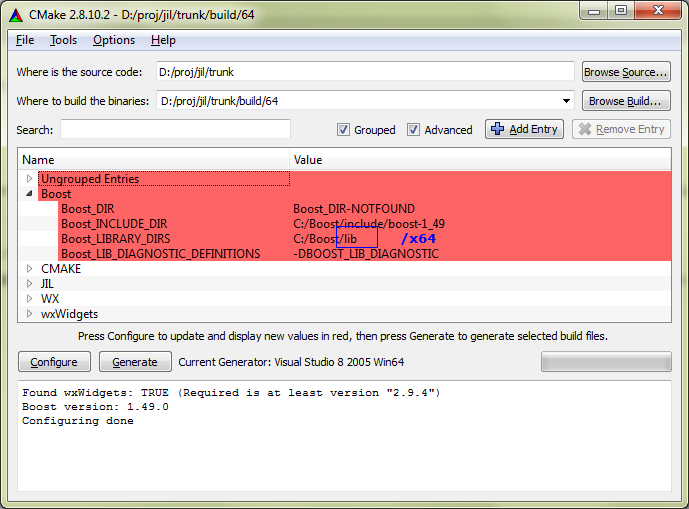 CMake 2.8.10.2 - D:/proj/jil/trunk/build/64
File Tools Options Help
Where is the source code: D:/proj/jil/trunk Browse Source...
Where to build the binaries: D:/proj/jil/trunk/build/64 Browse Build...
Search: Grouped Advanced Add Entry Remove Entry
Name Value
Ungrouped Entries
Boost
Boost_DIR Boost_DIR-NOTFOUND
Boost_INCLUDE_DIR C:/Boost/include/boost-1_49
Boost_LIBRARY_DIRS C:/Boost/lib /x64
Boost_LIB_DIAGNOSTIC_DEFINITIONS -DBOOST_LIB_DIAGNOSTIC
CMAKE
JIL
WX
wxWidgets
Press Configure to update and display new values in red, then press Generate to generate selected build files.
Configure Generate Current Generator: Visual Studio 8 2005 Win64
Found wxWidgets: TRUE (Required is at least version "2.9.4")
Boost version: 1.49.0
Configuring done